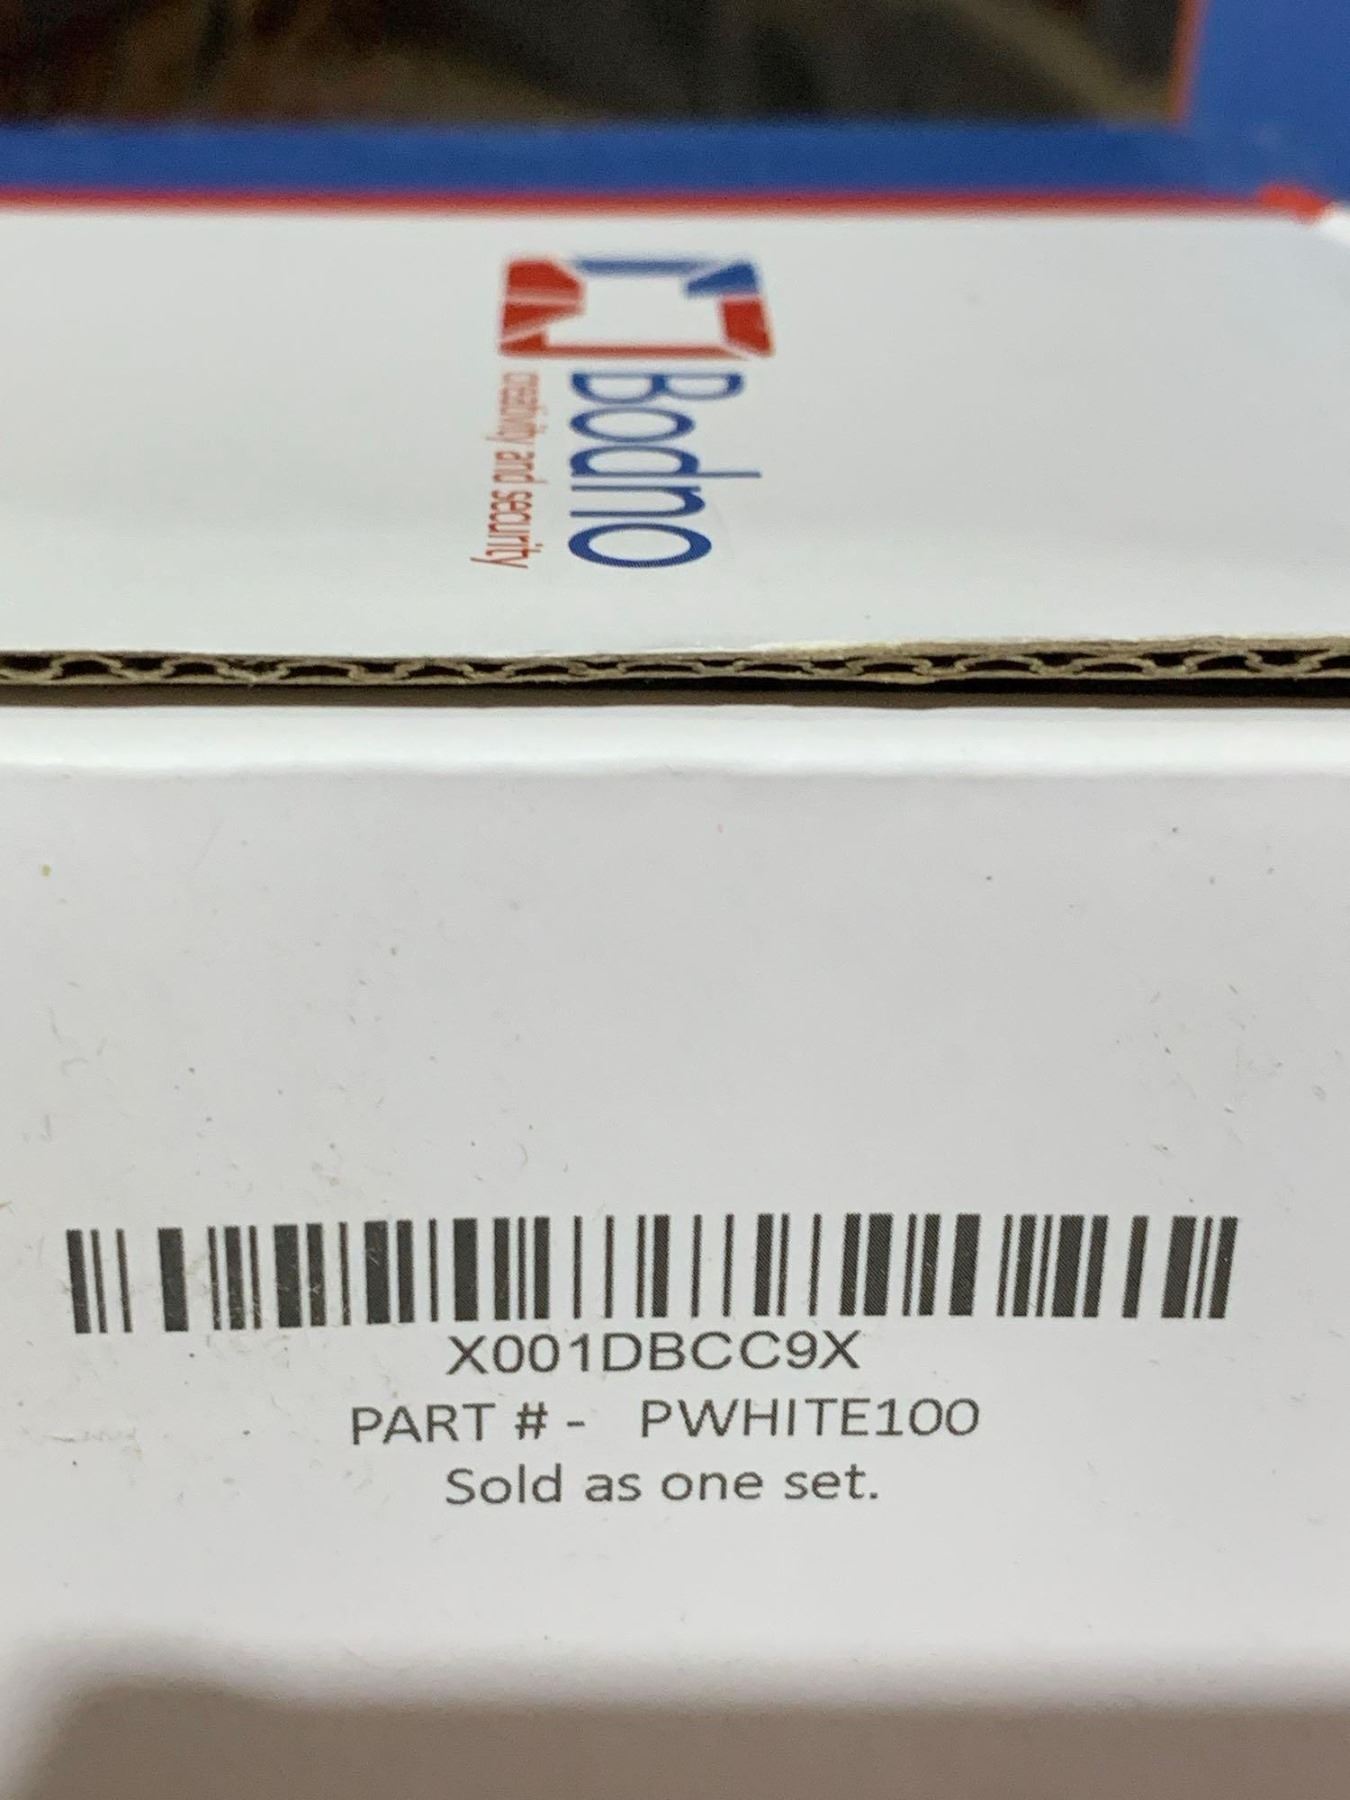 Bodno
creativity and security
X001DBCC9X
PART # - PWHITE100
Sold as one set.